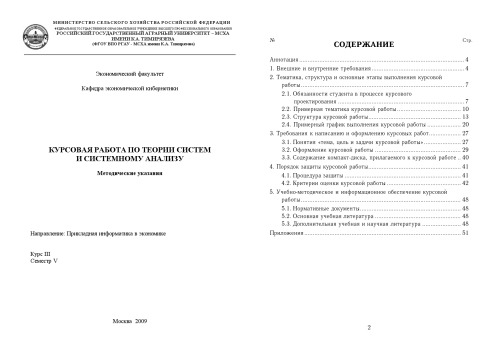 МИНИСТЕРСТВО СЕЛЬСКОГО ХОЗЯЙСТВА РОССИЙСКОЙ ФЕДЕРАЦИИ
ФЕДЕРАЛЬНОЕ ГОСУДАРСТВЕННОЕ ОБРАЗОВАТЕЛЬНОЕ УЧРЕЖДЕНИЕ ВЫСШЕГО ПРОФЕССИОНАЛЬНОГО ОБРАЗОВАНИЯ
РОССИЙСКИЙ ГОСУДАРСТВЕННЫЙ АГРАРНЫЙ УНИВЕРСИТЕТ – МСХА
ИМЕНИ К.А. ТИМИРЯЗЕВА
(ФГОУ ВПО РГАУ - МСХА имени К.А. Тимирязева)
Экономический факультет
Кафедра экономической кибернетики
КУРСОВАЯ РАБОТА ПО ТЕОРИИ СИСТЕМ
И СИСТЕМНОМУ АНАЛИЗУ
Методические указания
Направление: Прикладная информатика в экономике
Курс III
Семестр V
Москва 2009
№ Стр.
СОДЕРЖАНИЕ
Аннотация 4
1. Внешние и внутренние требования 4
2. Тематика, структура и основные этапы выполнения курсовой
работы 7
2.1. Обязанности студента в процессе курсового
проектирования 7
2.2. Примерная тематика курсовой работы 10
2.3. Структура курсовой работы 13
2.4. Примерный график выполнения курсовой работы 20
3. Требования к написанию и оформлению курсовых работ 27
3.1. Понятия «тема, цель и задачи курсовой работы» 27
3.2. Оформление курсовой работы 29
3.3. Содержание компакт-диска, прилагаемого к курсовой работе 40
4. Порядок защиты курсовой работы 41
4.1. Процедура защиты 41
4.2. Критерии оценки курсовой работы 42
5. Учебно-методическое и информационное обеспечение курсовой
работы 48
5.1. Нормативные документы 48
5.2. Основная учебная литература 48
5.3. Дополнительная учебная и научная литература 48
Приложения 51
2